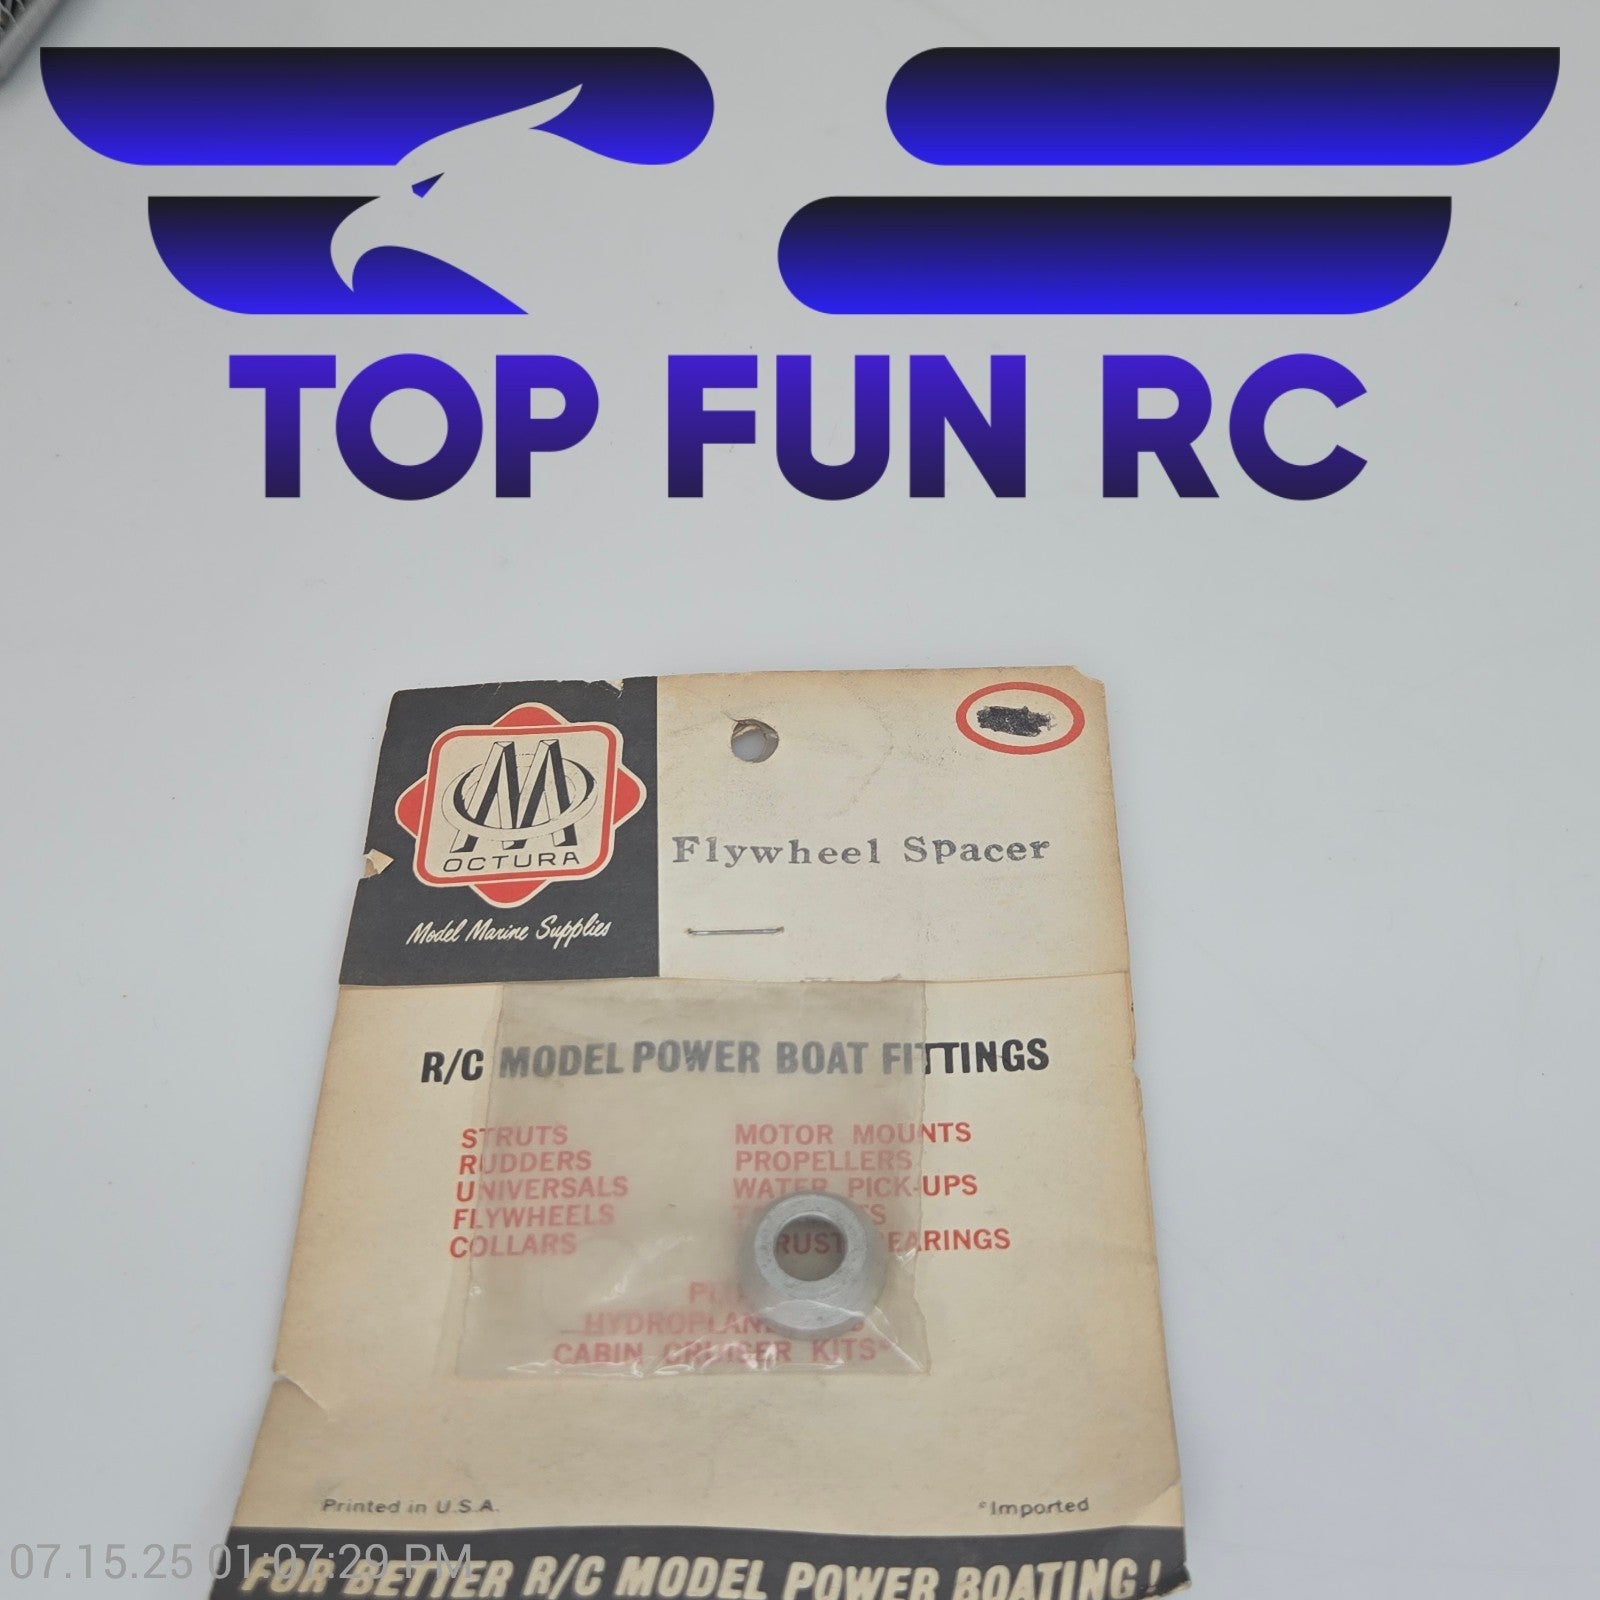 TOP FUN RC
OCTURA
Model Marine Supplies
Flywheel Spacer
R/C MODEL POWER BOAT FITTINGS
STRUTS
RUDDERS
UNIVERSALS
FLYWHEELS
COLLARS
MOTOR MOUNTS
PROPELLERS
WATER PICK-UPS
CABIN CRUISER KITS*
Printed in U.S.A.
*Imported
FOR BETTER R/C MODEL POWER BOATING!
07.15.25 01:07:29 PM